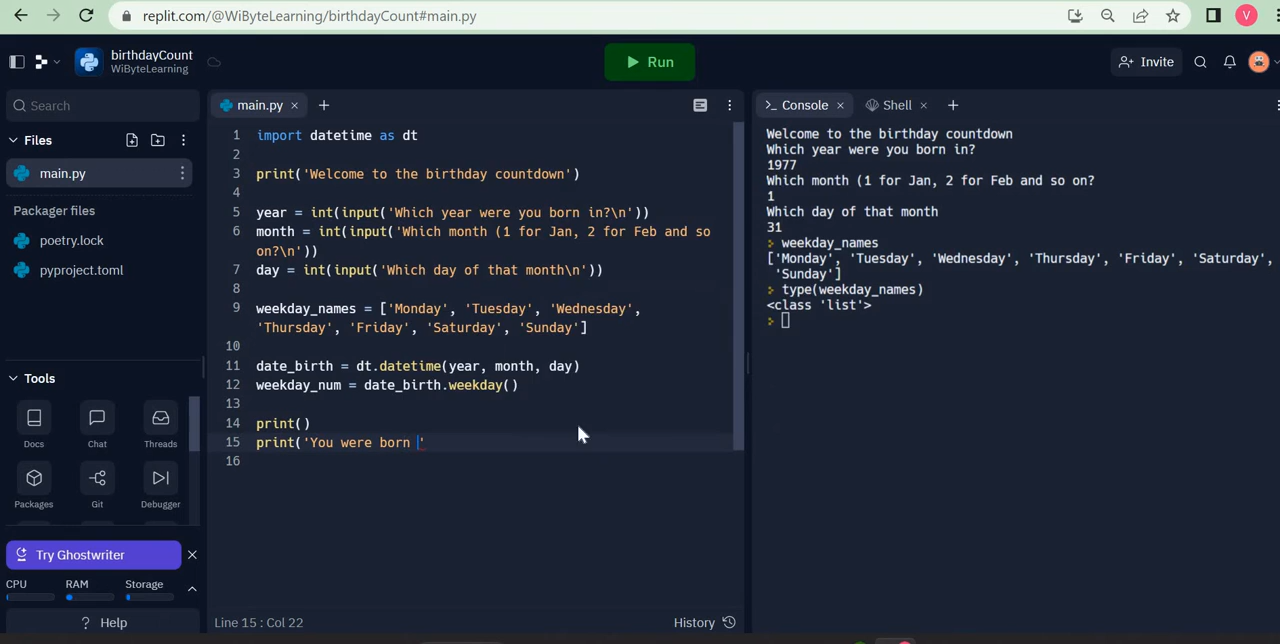 replit.com/@WiByteLearning/birthdayCount#main.py
V
birthdayCount
WiByteLearning
Run
Invite
Search
Files
main.py
Packager files
poetry.lock
pyproject.toml
Tools
Docs
Chat
Threads
Packages
Git
Debugger
Try Ghostwriter
CPU
RAM
Storage
? Help
main.py
1 import datetime as dt
2
3 print('Welcome to the birthday countdown')
4
5 year = int(input('Which year were you born in?\n'))
6 month = int(input('Which month (1 for Jan, 2 for Feb and so
on?\n'))
7 day = int(input('Which day of that month\n'))
8
9 weekday_names = ['Monday', 'Tuesday', 'Wednesday',
'Thursday', 'Friday', 'Saturday', 'Sunday']
10
11 date_birth = dt.datetime(year, month, day)
12 weekday_num = date_birth.weekday()
13
14 print()
15 print('You were born '
16
Line 15 : Col 22
History
Console
Shell
Welcome to the birthday countdown
Which year were you born in?
1977
Which month (1 for Jan, 2 for Feb and so on?
1
Which day of that month
31
weekday_names
['Monday', 'Tuesday', 'Wednesday', 'Thursday', 'Friday', 'Saturday',
'Sunday']
type(weekday_names)
<class 'list'>